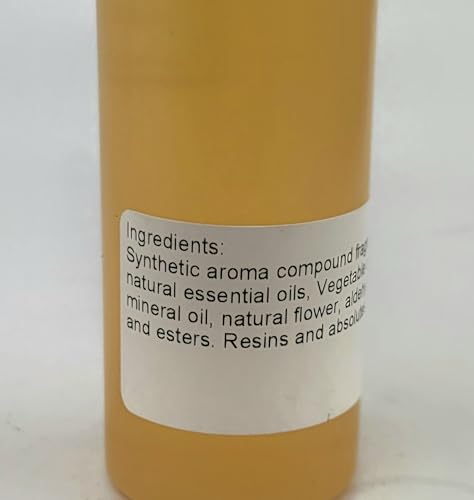 Ingredients:
Synthetic aroma compound
natural essential oils, Vegetable
mineral oil, natural flower,
and esters. Resins and